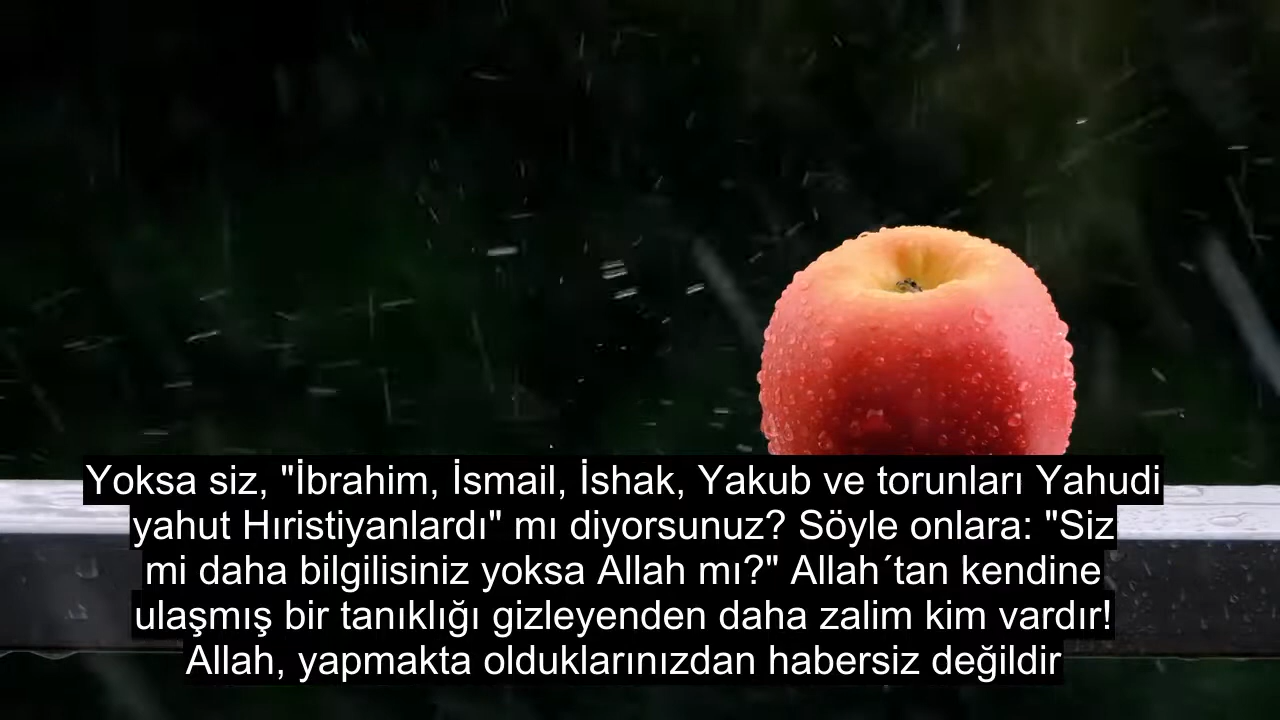 Yoksa siz, "İbrahim, İsmail, İshak, Yakub ve torunları Yahudi
yahut Hıristiyanlardı" mı diyorsunuz? Söyle onlara: "Siz
mi daha bilgilisiniz yoksa Allah mı?" Allah´tan kendine
ulaşmış bir tanıklığı gizleyenden daha zalim kim vardır!
Allah, yapmakta olduklarınızdan habersiz değildir